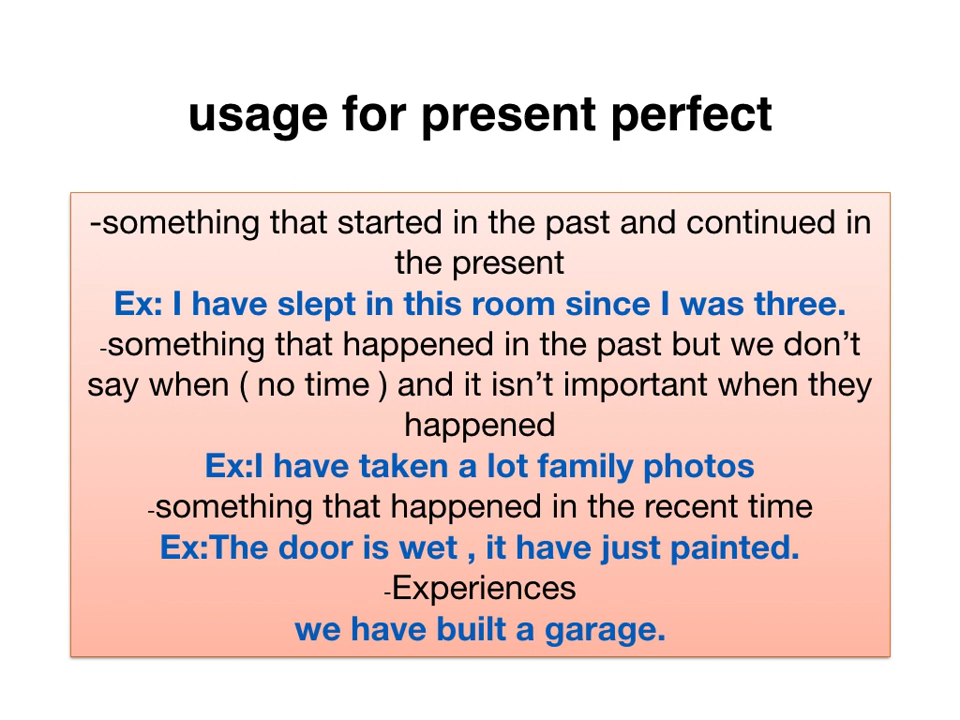 usage for present perfect
-something that started in the past and continued in
the present
Ex: I have slept in this room since I was three.
-something that happened in the past but we don’t
say when ( no time ) and it isn’t important when they
happened
Ex:I have taken a lot family photos
-something that happened in the recent time
Ex:The door is wet , it have just painted.
-Experiences
we have built a garage.